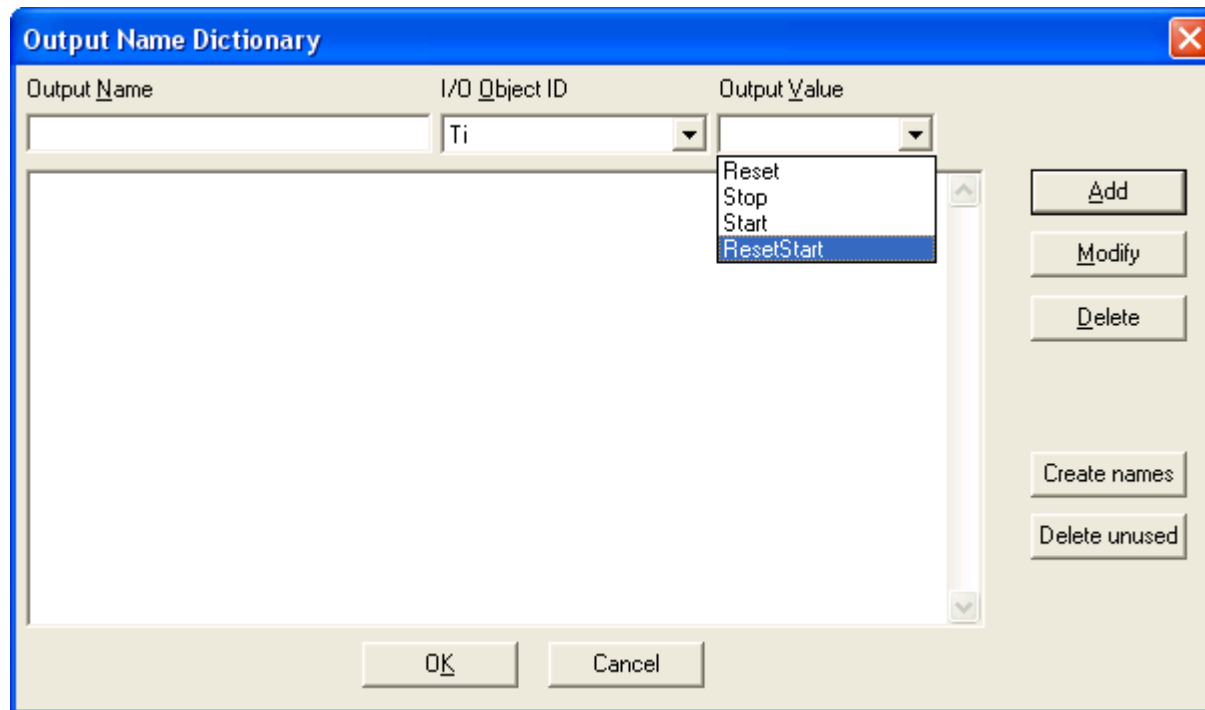 Output Name Dictionary
Output Name I/O Object ID Output Value
Ti
Reset
Stop
Start
ResetStart
Add
Modify
Delete
Create names
Delete unused
OK Cancel